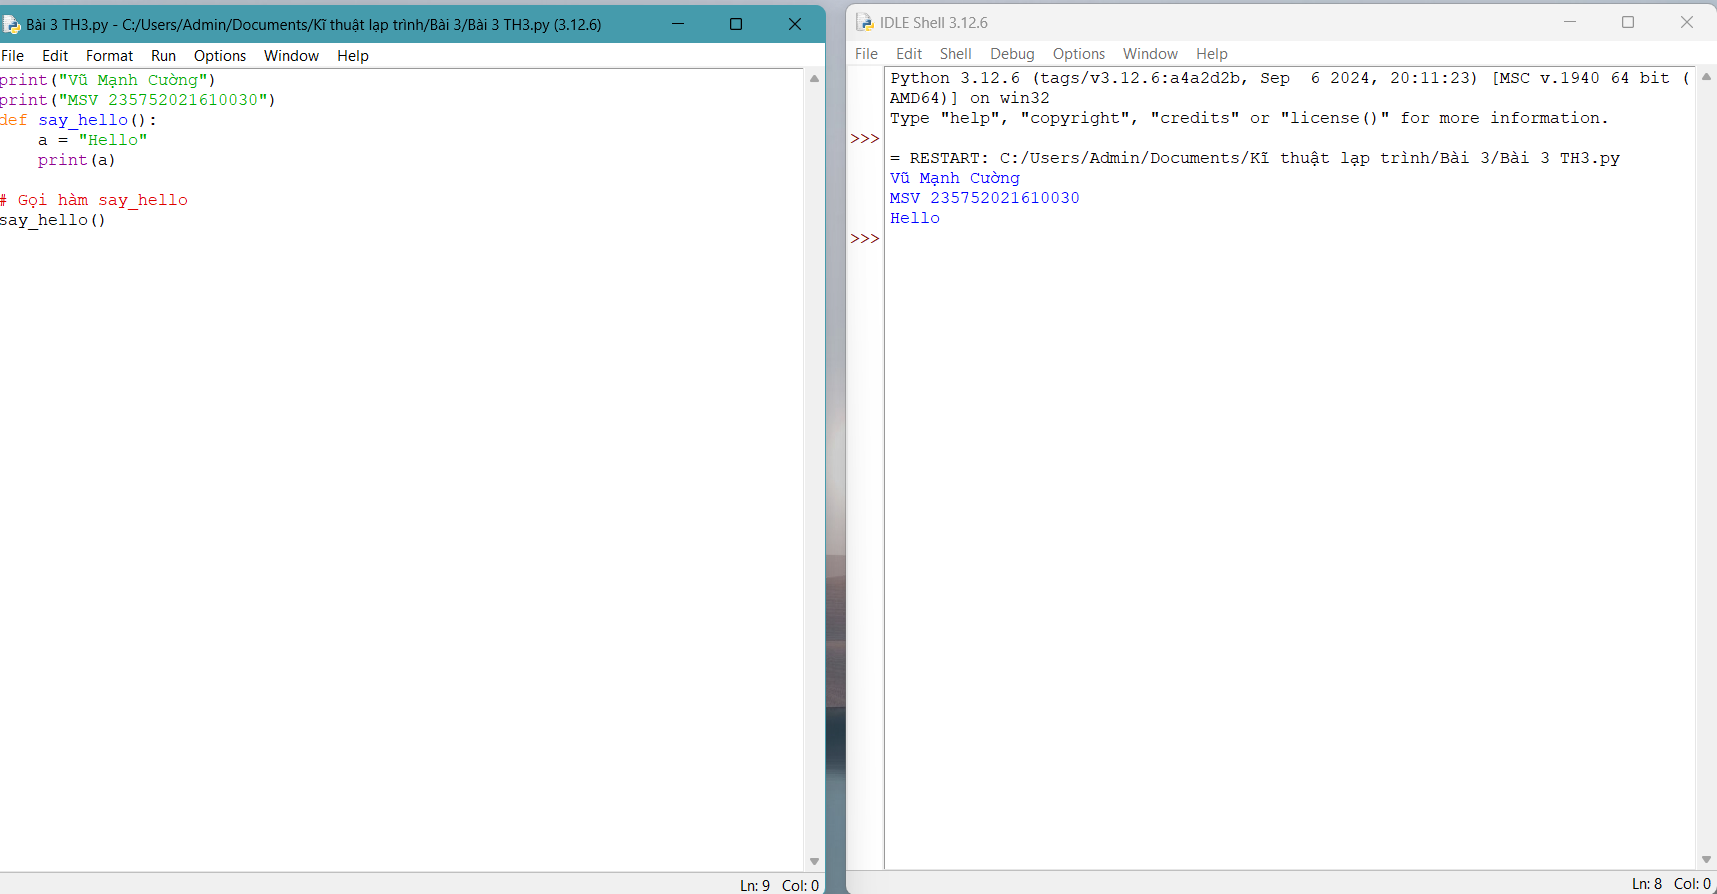 Bài 3 TH3.py - C:/Users/Admin/Documents/Kĩ thuật lạp trình/Bài 3/Bài 3 TH3.py (3.12.6)
File Edit Format Run Options Window Help
print("Vũ Mạnh Cường")
print("MSV 235752021610030")
def say_hello():
    a = "Hello"
    print(a)
# Gọi hàm say_hello
say_hello()
Ln: 9 Col: 0
IDLE Shell 3.12.6
File Edit Shell Debug Options Window Help
Python 3.12.6 (tags/v3.12.6:a4a2d2b, Sep  6 2024, 20:11:23) [MSC v.1940 64 bit (
AMD64)] on win32
Type "help", "copyright", "credits" or "license()" for more information.
>>>
= RESTART: C:/Users/Admin/Documents/Kĩ thuật lạp trình/Bài 3/Bài 3 TH3.py
Vũ Mạnh Cường
MSV 235752021610030
Hello
>>>
Ln: 8 Col: 0